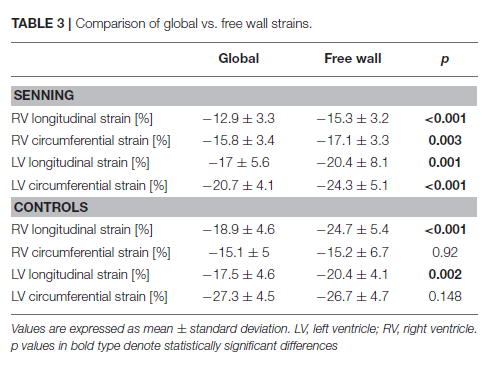 TABLE 3 | Comparison of global vs. free wall strains.
Global Free wall p
SENNING
RV longitudinal strain [%] −12.9 ± 3.3 −15.3 ± 3.2 <0.001
RV circumferential strain [%] −15.8 ± 3.4 −17.1 ± 3.3 0.003
LV longitudinal strain [%] −17 ± 5.6 −20.4 ± 8.1 0.001
LV circumferential strain [%] −20.7 ± 4.1 −24.3 ± 5.1 <0.001
CONTROLS
RV longitudinal strain [%] −18.9 ± 4.6 −24.7 ± 5.4 <0.001
RV circumferential strain [%] −15.1 ± 5 −15.2 ± 6.7 0.92
LV longitudinal strain [%] −17.5 ± 4.6 −20.4 ± 4.1 0.002
LV circumferential strain [%] −27.3 ± 4.5 −26.7 ± 4.7 0.148
Values are expressed as mean ± standard deviation. LV, left ventricle; RV, right ventricle.
p values in bold type denote statistically significant differences